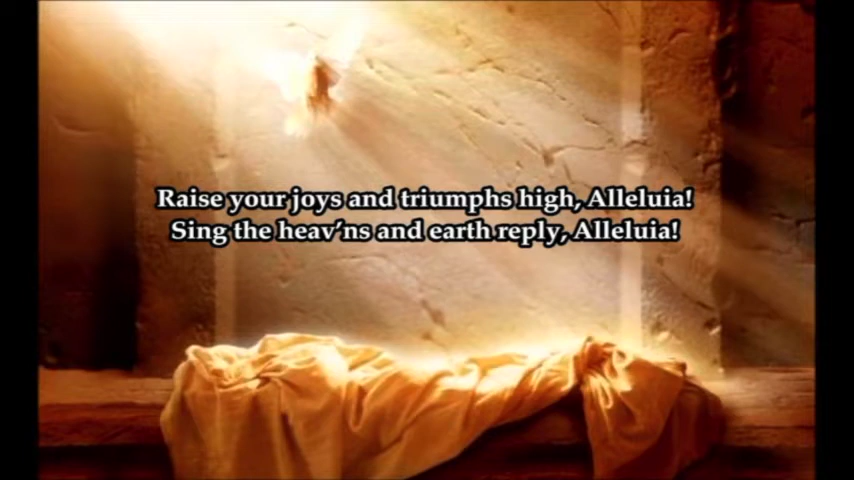 Raise your joys and triumphs high, Alleluia!
Sing the heav’ns and earth reply, Alleluia!